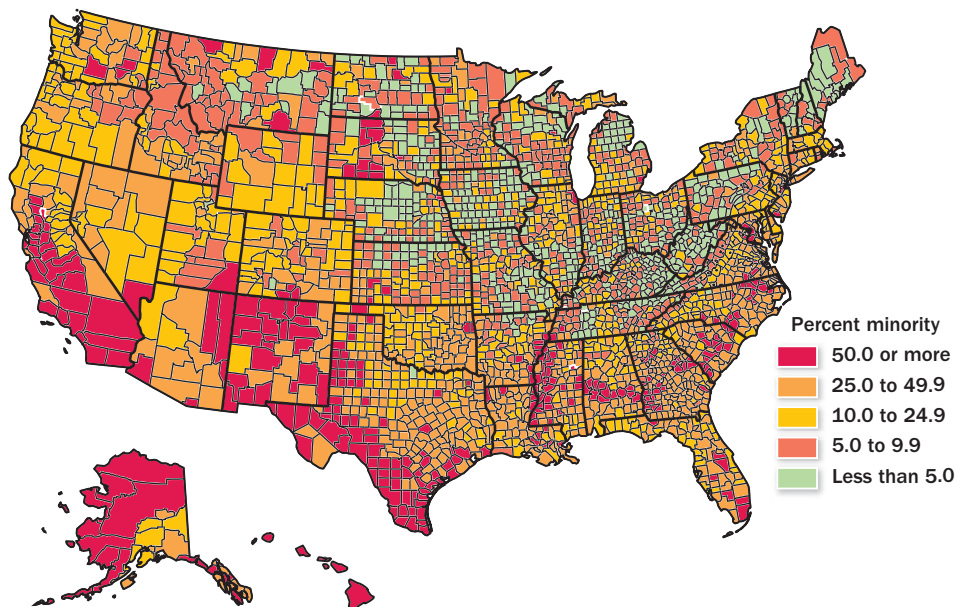 Percent minority
50.0 or more
25.0 to 49.9
10.0 to 24.9
5.0 to 9.9
Less than 5.0